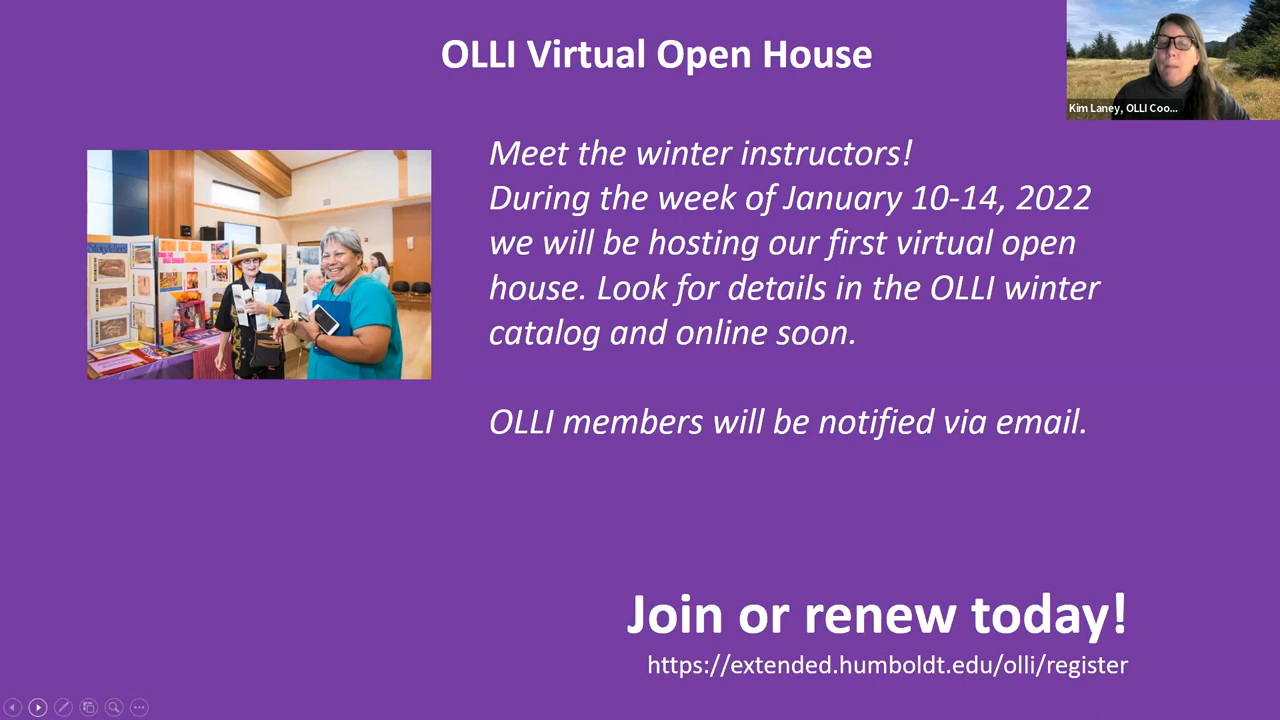 OLLI Virtual Open House
Kim Laney, OLLI Coo...
Meet the winter instructors!
During the week of January 10-14, 2022
we will be hosting our first virtual open
house. Look for details in the OLLI winter
catalog and online soon.
OLLI members will be notified via email.
Storytellers
Join or renew today!
https://extended.humboldt.edu/olli/register